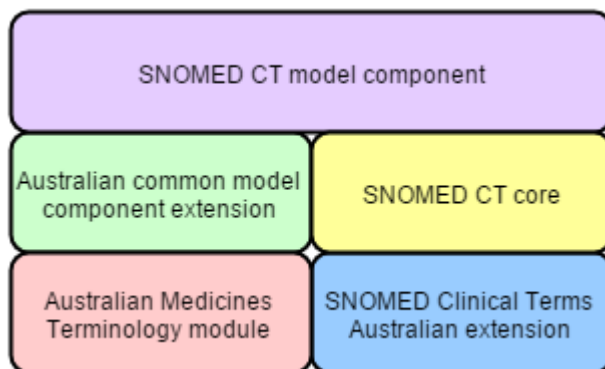 SNOMED CT model component
Australian common model
component extension
SNOMED CT core
Australian Medicines
Terminology module
SNOMED Clinical Terms
Australian extension